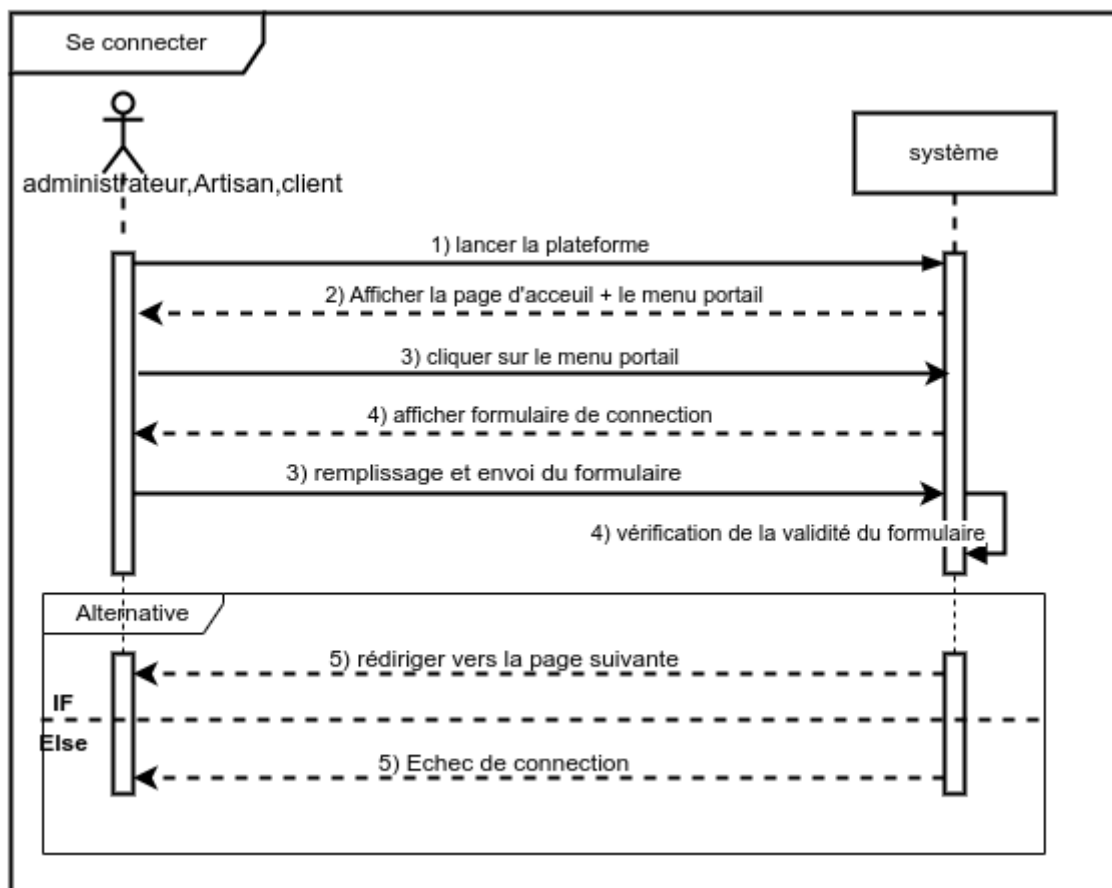 Se connecter
système
administrateur,Artisan,client
1) lancer la plateforme
2) Afficher la page d'acceuil + le menu portail
3) cliquer sur le menu portail
4) afficher formulaire de connection
3) remplissage et envoi du formulaire
4) vérification de la validité du formulaire
Alternative
5) rédiriger vers la page suivante
IF
Else
5) Echec de connection